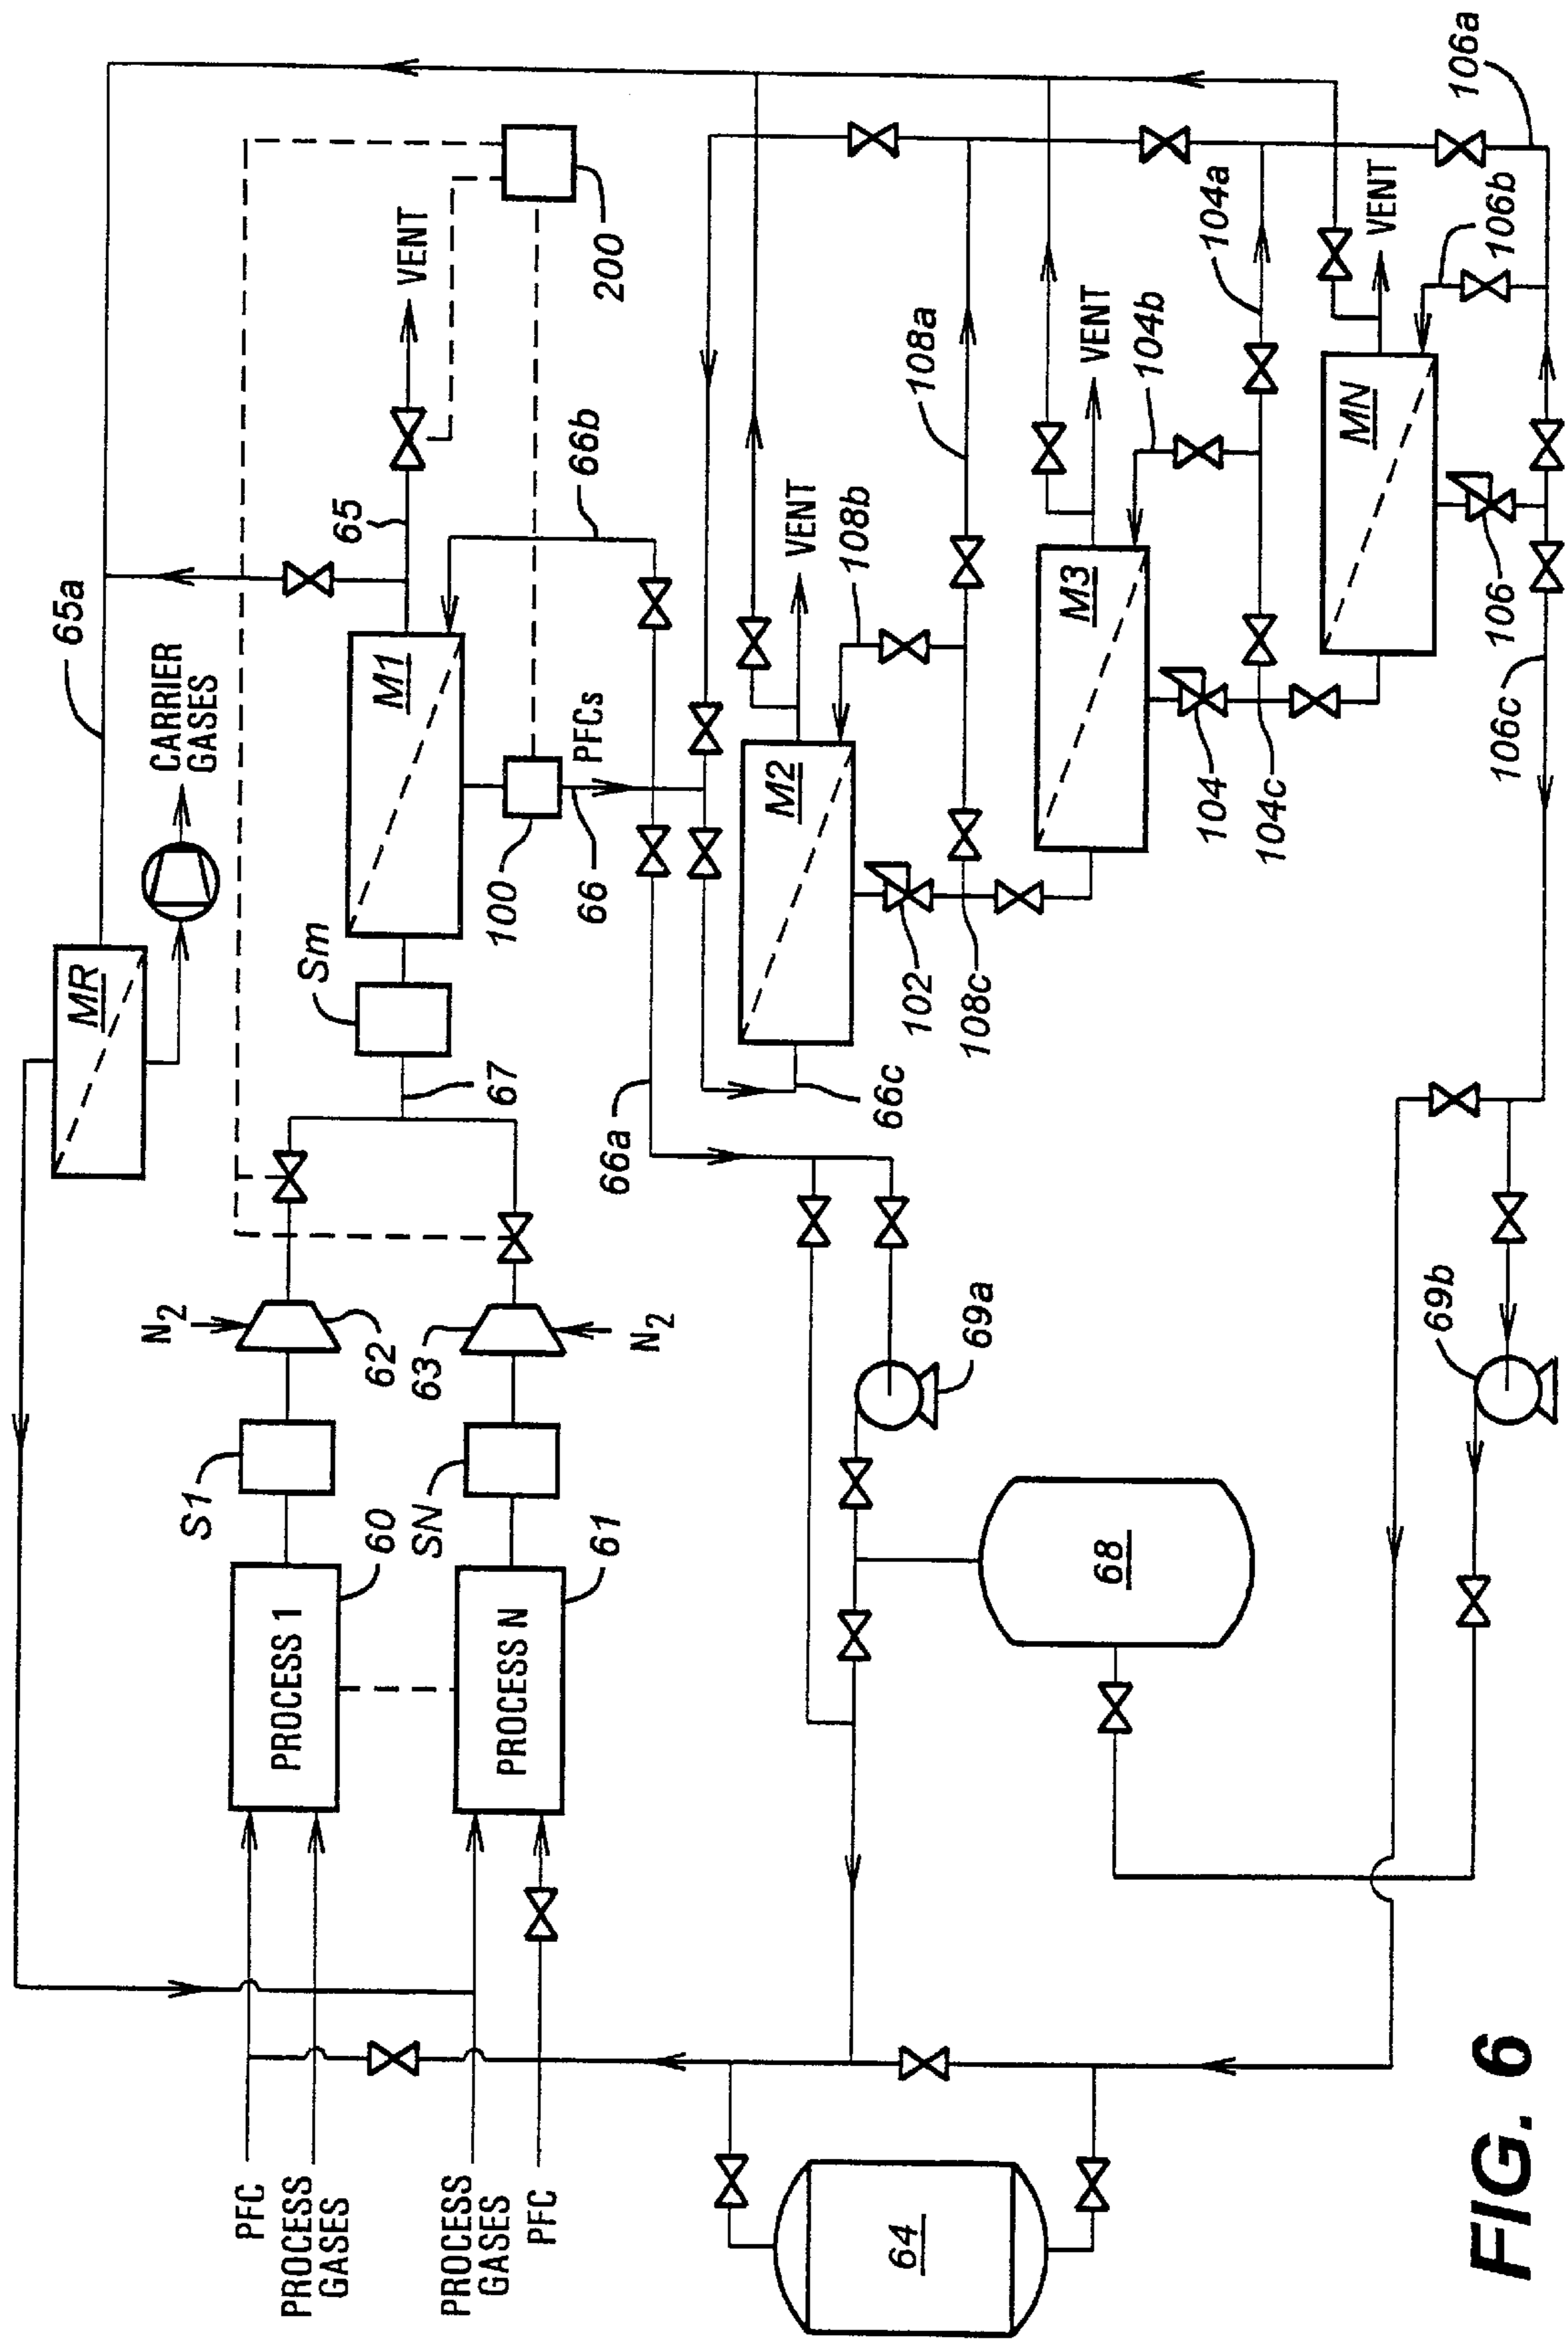 PFC
PROCESS
GASES
PROCESS
GASES
PFC
PROCESS 1
60
PROCESS N
61
S1
SN
N2
62
63
N2
67
Sm
MR
CARRIER
GASES
65a
M1
65
VENT
200
100
PFCs
66
66b
66a
66c
M2
VENT
108b
108a
102
108c
M3
VENT
104b
104a
104
104c
MN
VENT
106b
106a
106
106c
69a
69b
68
64
FIG. 6